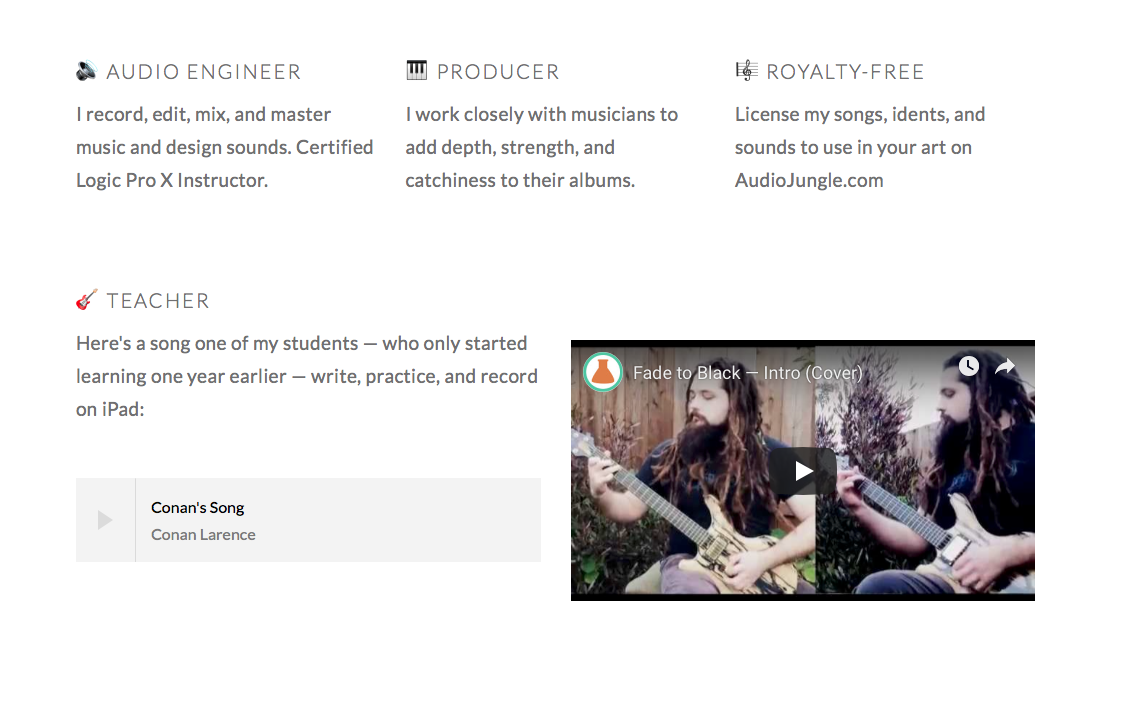 AUDIO ENGINEER
I record, edit, mix, and master
music and design sounds. Certified
Logic Pro X Instructor.
PRODUCER
I work closely with musicians to
add depth, strength, and
catchiness to their albums.
ROYALTY-FREE
License my songs, idents, and
sounds to use in your art on
AudioJungle.com
TEACHER
Here's a song one of my students — who only started
learning one year earlier — write, practice, and record
on iPad:
Conan's Song
Conan Larence
Fade to Black — Intro (Cover)